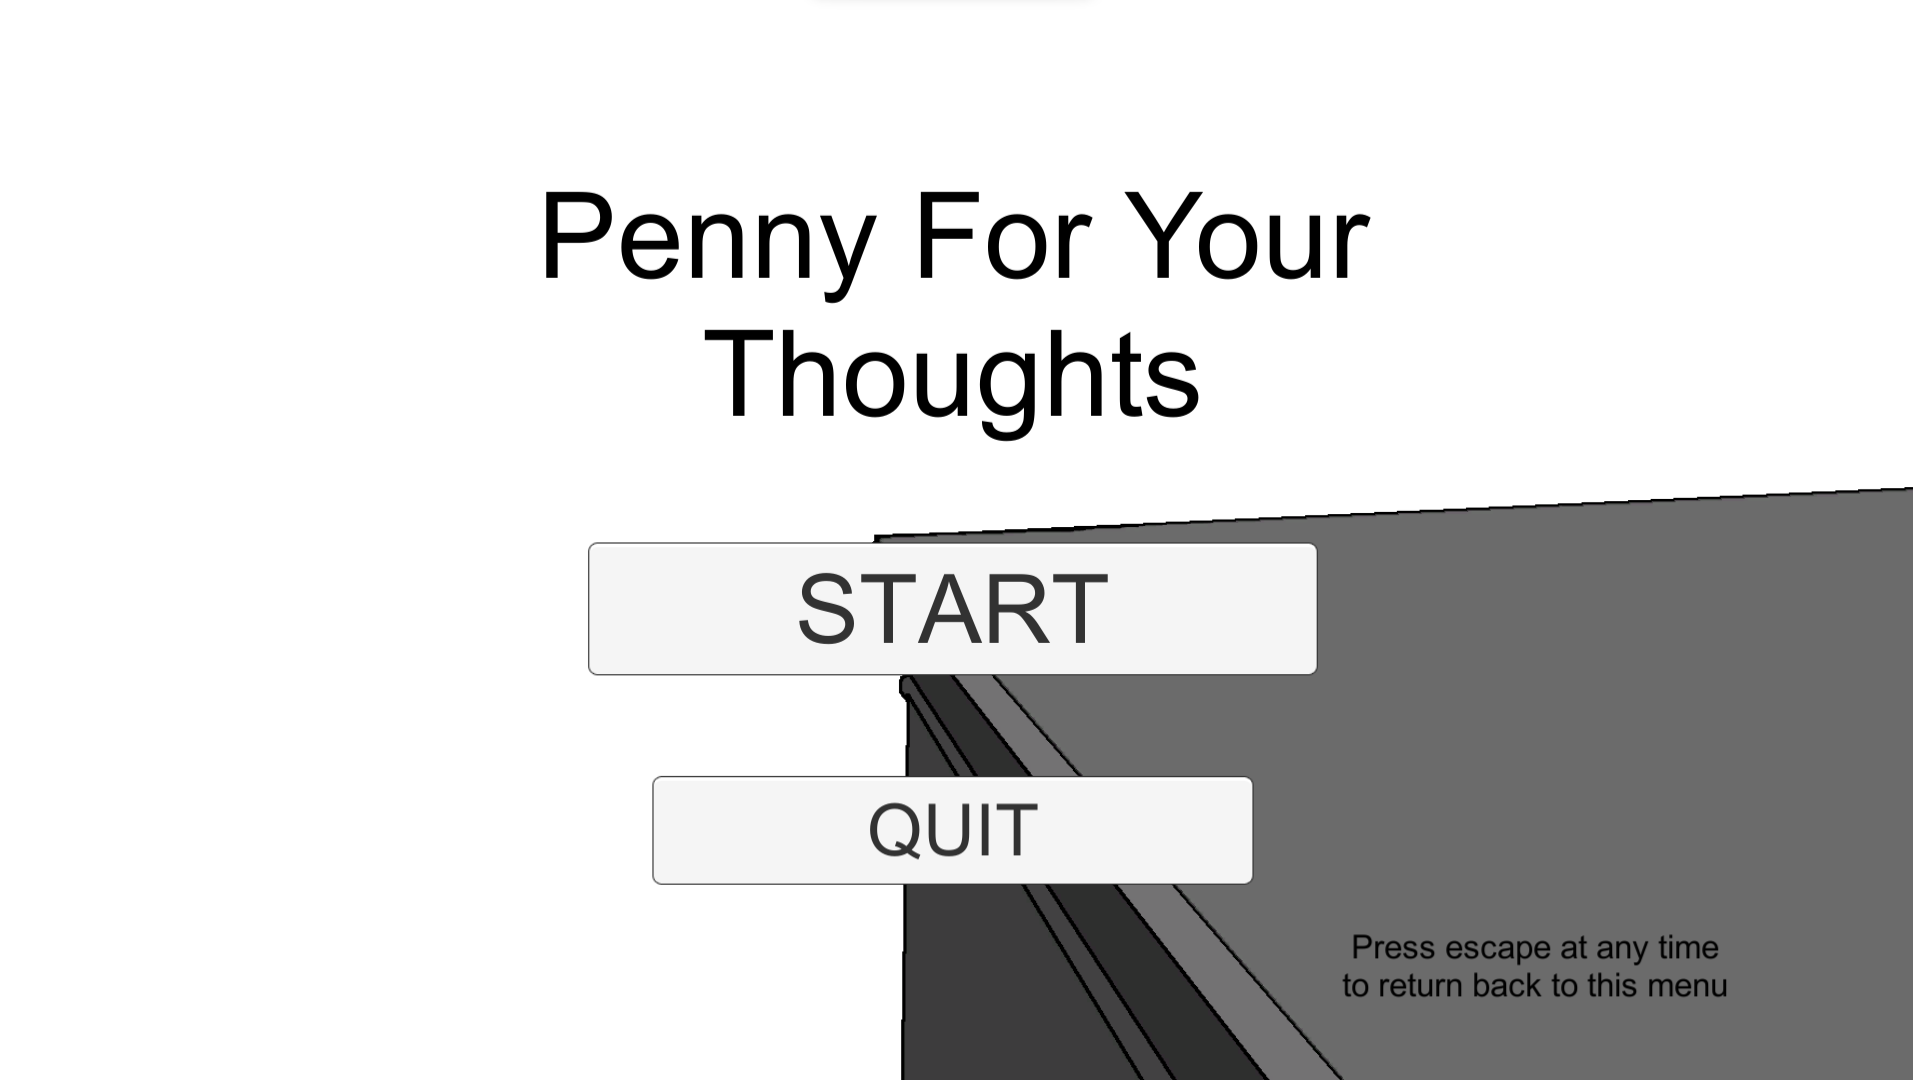 Penny For Your
Thoughts
START
QUIT
Press escape at any time
to return back to this menu